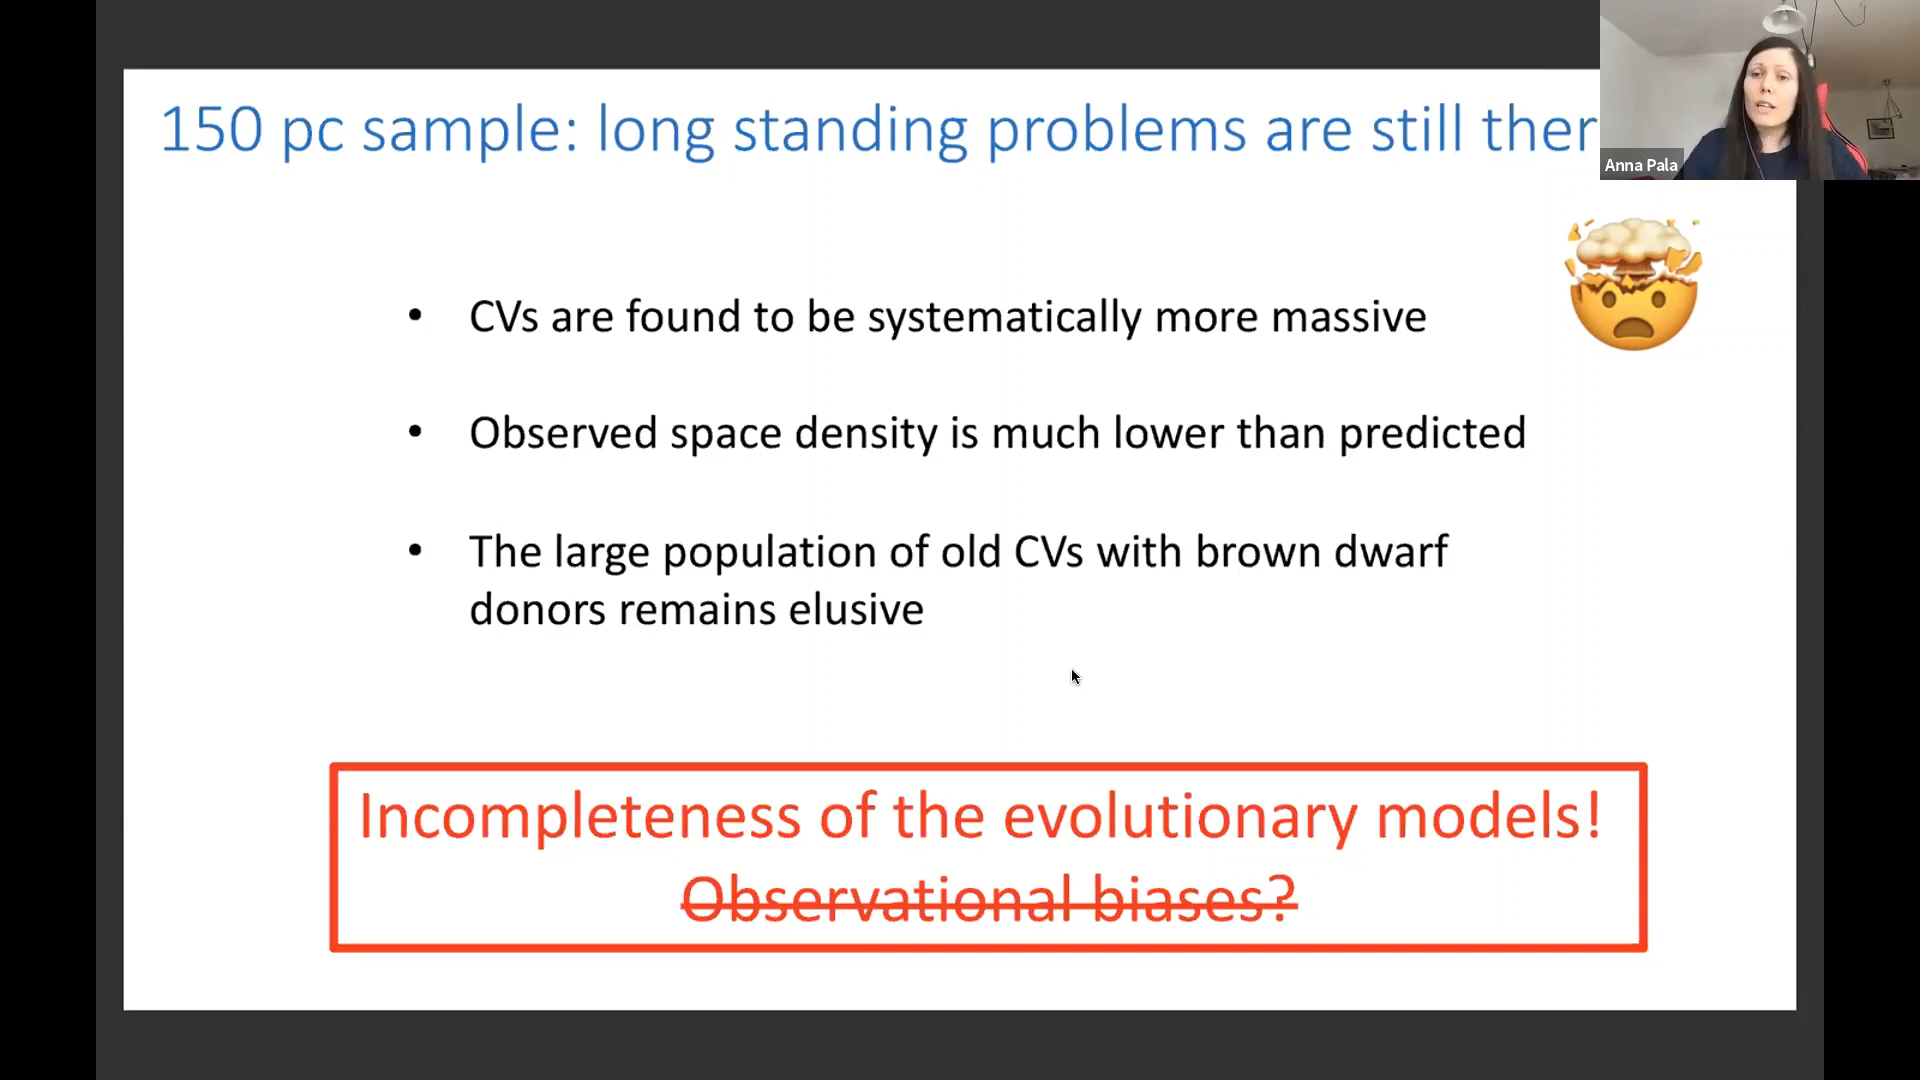 150 pc sample: long standing problems are still ther
Anna Pala
• CVs are found to be systematically more massive
• Observed space density is much lower than predicted
• The large population of old CVs with brown dwarf
donors remains elusive
Incompleteness of the evolutionary models!
Observational biases?